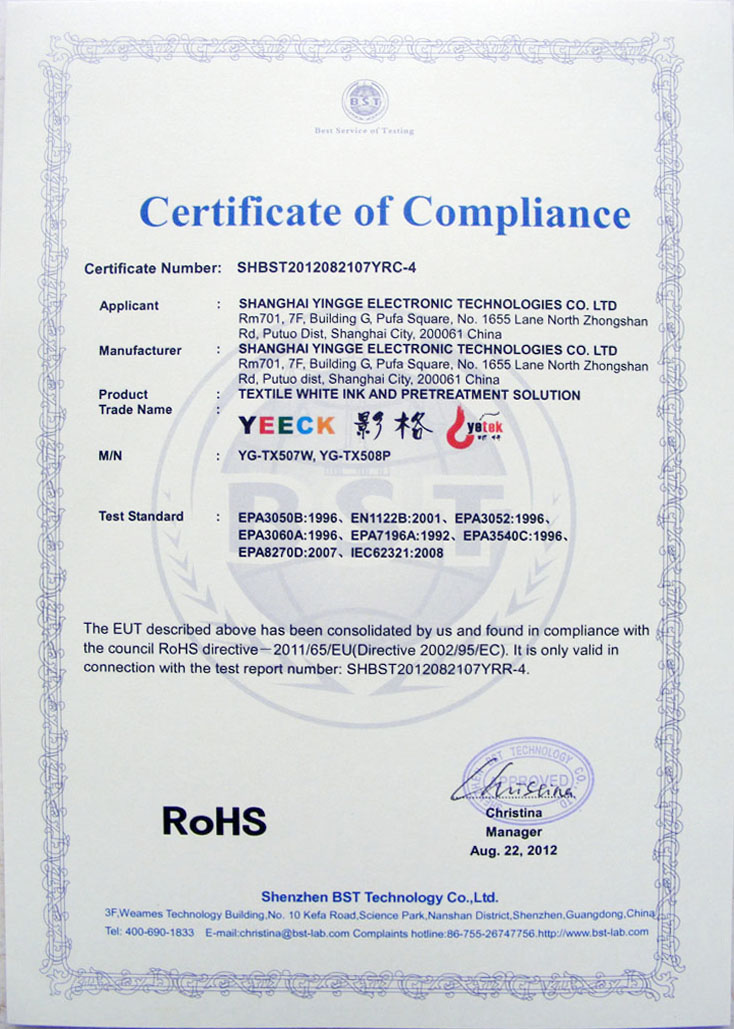 BST
Best Service of Testing
Certificate of Compliance
Certificate Number: SHBST2012082107YRC-4
Applicant : SHANGHAI YINGGE ELECTRONIC TECHNOLOGIES CO. LTD
Rm701, 7F, Building G, Pufa Square, No. 1655 Lane North Zhongshan
Rd, Putuo Dist, Shanghai City, 200061 China
Manufacturer : SHANGHAI YINGGE ELECTRONIC TECHNOLOGIES CO. LTD
Rm701, 7F, Building G, Pufa Square, No. 1655 Lane North Zhongshan
Rd, Putuo dist, Shanghai City, 200061 China
Product : TEXTILE WHITE INK AND PRETREATMENT SOLUTION
Trade Name :
YEECK 影格 yetek
M/N : YG-TX507W, YG-TX508P
BST
Test Standard : EPA3050B:1996、EN1122B:2001、EPA3052:1996、
EPA3060A:1996、EPA7196A:1992、EPA3540C:1996、
EPA8270D:2007、IEC62321:2008
The EUT described above has been consolidated by us and found in compliance with
the council RoHS directive－2011/65/EU(Directive 2002/95/EC). It is only valid in
connection with the test report number: SHBST2012082107YRR-4.
BST TECHNOLOGY CO.,LTD
APPROVED
Christina
RoHS
Christina
Manager
Aug. 22, 2012
Shenzhen BST Technology Co.,Ltd.
3F,Weames Technology Building,No. 10 Kefa Road,Science Park,Nanshan District,Shenzhen,Guangdong,China
Tel: 400-690-1833 E-mail:christina@bst-lab.com Complaints hotline:86-755-26747756.http://www.bst-lab.com